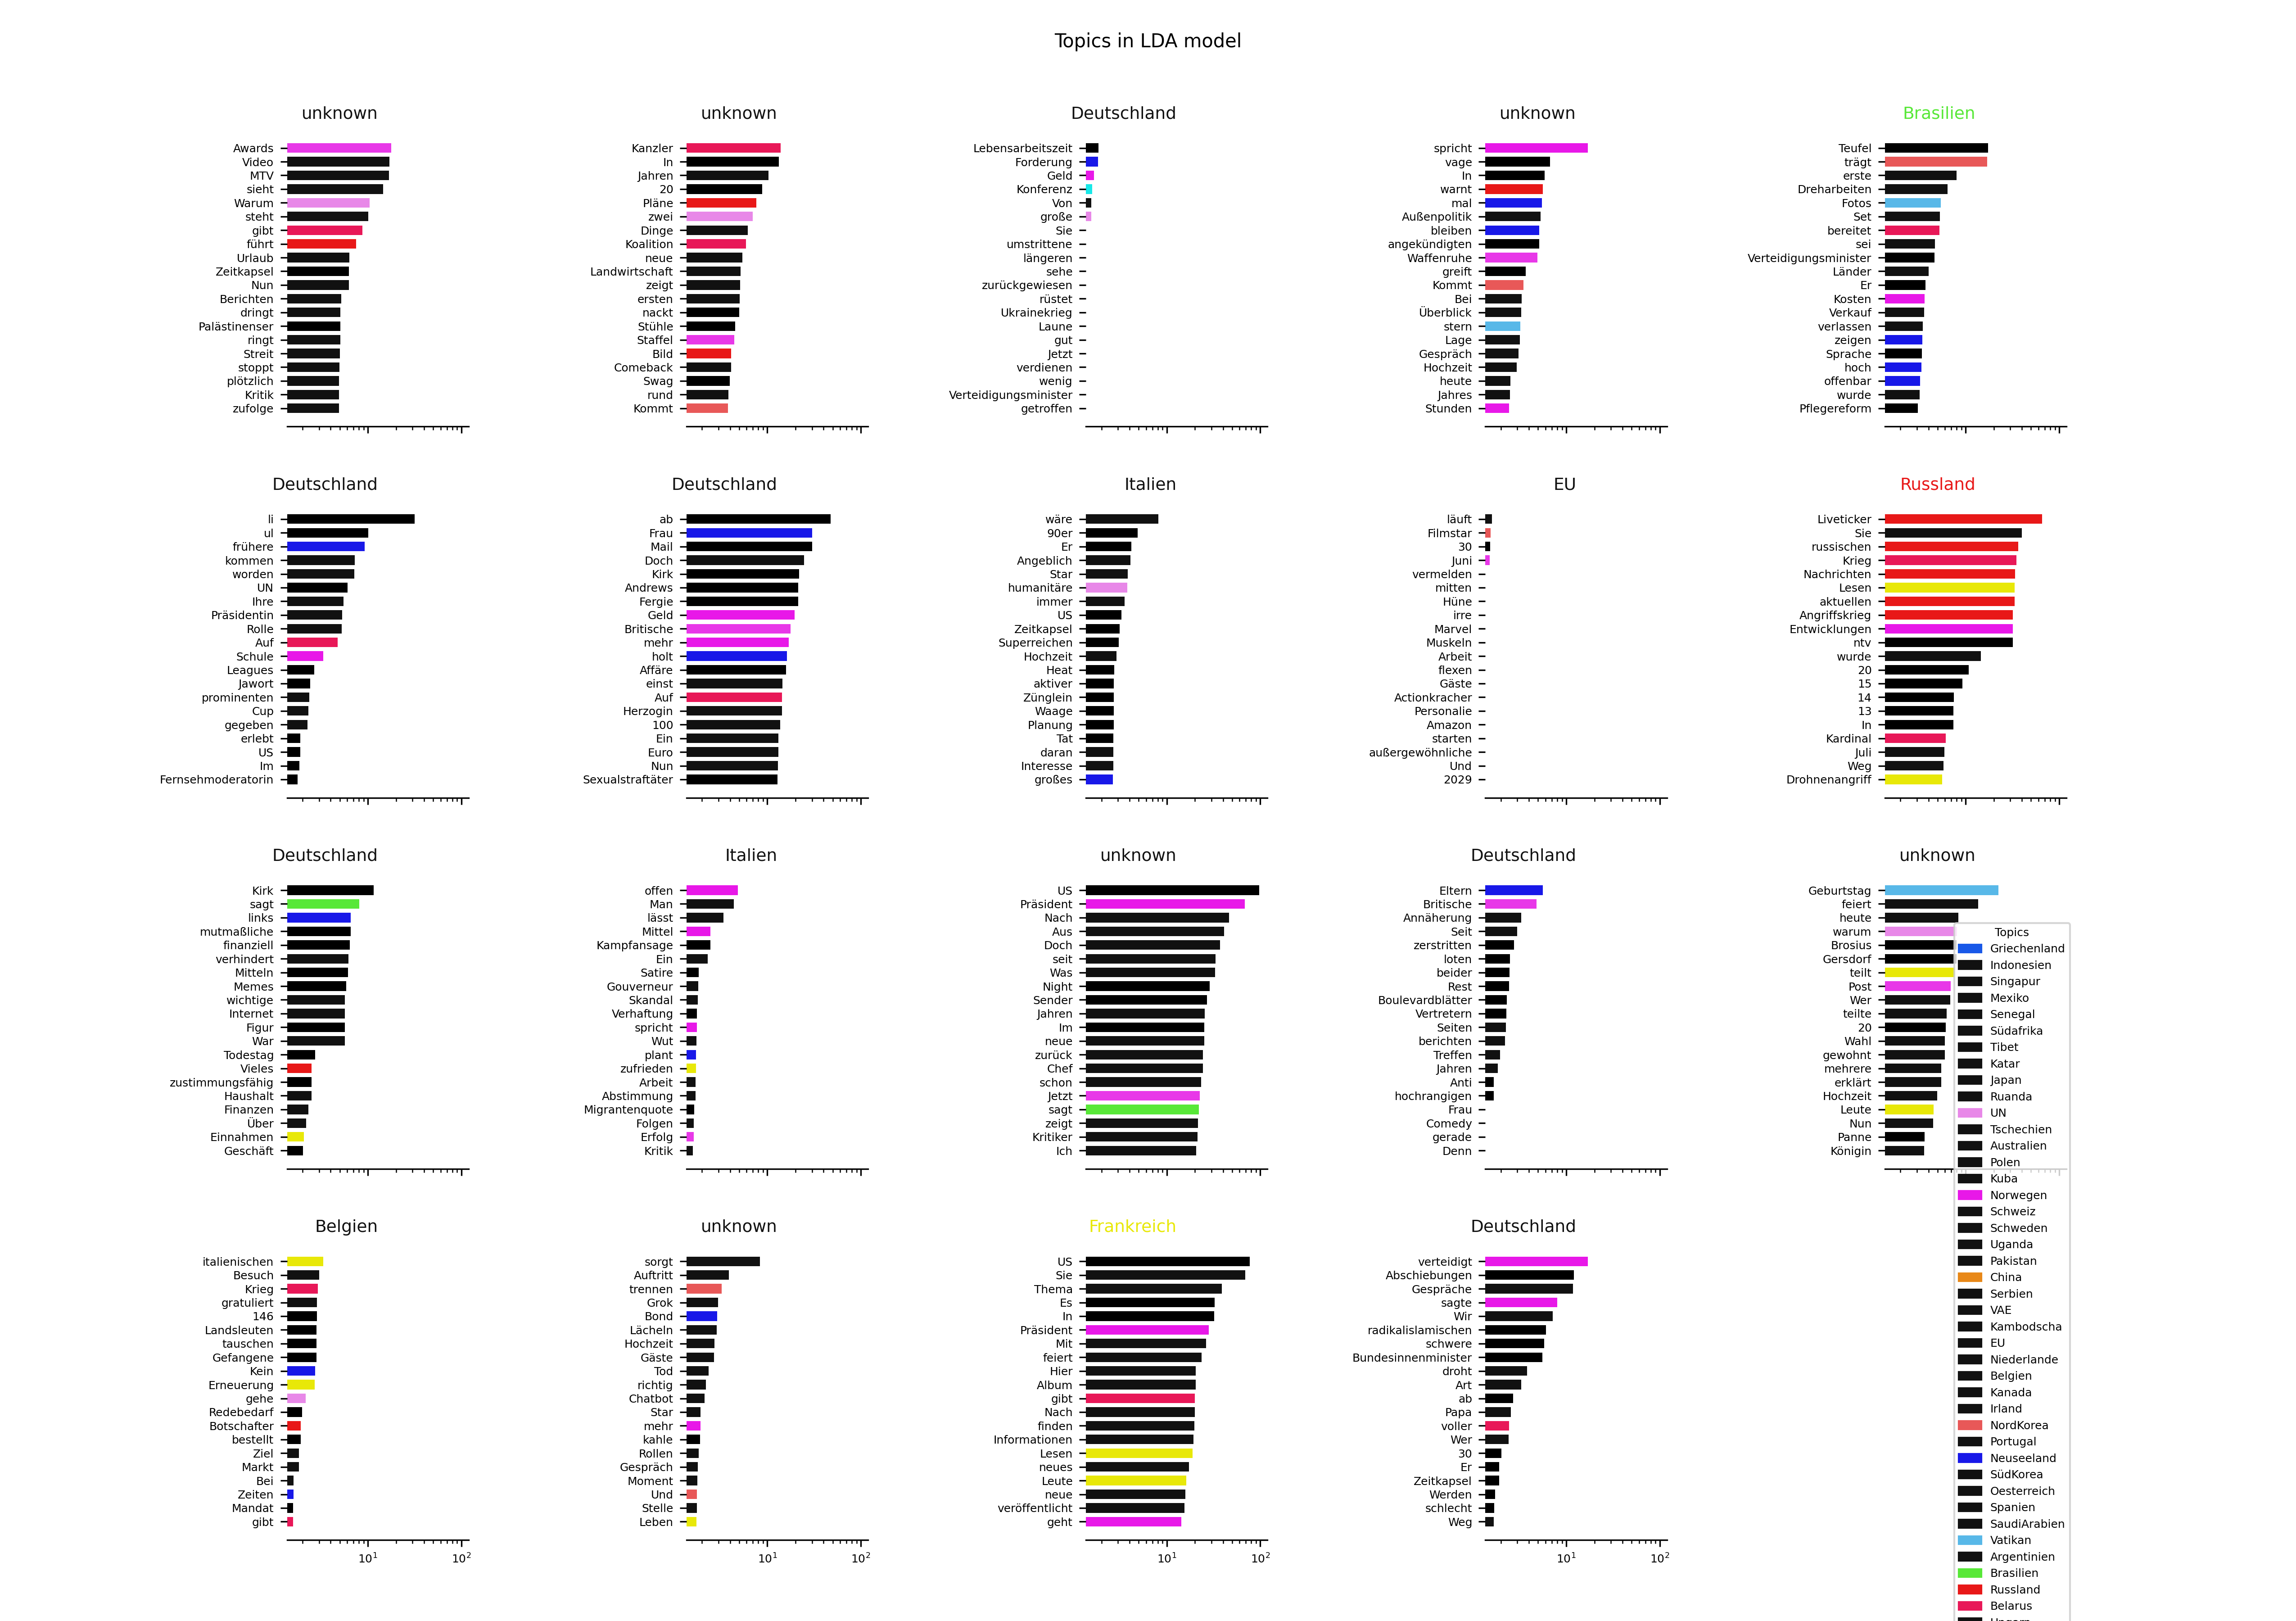 Topics in LDA model
unknown
Awards
Video
MTV
sieht
Warum
steht
gibt
führt
Urlaub
Zeitkapsel
Nun
Berichten
dringt
Palästinenser
ringt
Streit
stoppt
plötzlich
Kritik
zufolge
unknown
Kanzler
In
Jahren
20
Pläne
zwei
Dinge
Koalition
neue
Landwirtschaft
zeigt
ersten
nackt
Stühle
Staffel
Bild
Comeback
Swag
rund
Kommt
Deutschland
Lebensarbeitszeit
Forderung
Geld
Konferenz
Von
große
Sie
umstrittene
längeren
sehe
zurückgewiesen
rüstet
Ukrainekrieg
Laune
gut
Jetzt
verdienen
wenig
Verteidigungsminister
getroffen
unknown
spricht
vage
In
warnt
mal
Außenpolitik
bleiben
angekündigten
Waffenruhe
greift
Kommt
Bei
Überblick
stern
Lage
Gespräch
Hochzeit
heute
Jahres
Stunden
Brasilien
Teufel
trägt
erste
Dreharbeiten
Fotos
Set
bereitet
sei
Verteidigungsminister
Länder
Er
Kosten
Verkauf
verlassen
zeigen
Sprache
hoch
offenbar
wurde
Pflegereform
Deutschland
li
ul
frühere
kommen
worden
UN
Ihre
Präsidentin
Rolle
Auf
Schule
Leagues
Jawort
prominenten
Cup
gegeben
erlebt
US
Im
Fernsehmoderatorin
Deutschland
ab
Frau
Mail
Doch
Kirk
Andrews
Fergie
Geld
Britische
mehr
holt
Affäre
einst
Auf
Herzogin
100
Ein
Euro
Nun
Sexualstraftäter
Italien
wäre
90er
Er
Angeblich
Star
humanitäre
immer
US
Zeitkapsel
Superreichen
Hochzeit
Heat
aktiver
Zünglein
Waage
Planung
Tat
daran
Interesse
großes
EU
läuft
Filmstar
30
Juni
vermelden
mitten
Hüne
irre
Marvel
Muskeln
Arbeit
flexen
Gäste
Actionkracher
Personalie
Amazon
starten
außergewöhnliche
Und
2029
Russland
Liveticker
Sie
russischen
Krieg
Nachrichten
Lesen
aktuellen
Angriffskrieg
Entwicklungen
ntv
wurde
20
15
14
13
In
Kardinal
Juli
Weg
Drohnenangriff
Deutschland
Kirk
sagt
links
mutmaßliche
finanziell
verhindert
Mitteln
Memes
wichtige
Internet
Figur
War
Todestag
Vieles
zustimmungsfähig
Haushalt
Finanzen
Über
Einnahmen
Geschäft
Italien
offen
Man
lässt
Mittel
Kampfansage
Ein
Satire
Gouverneur
Skandal
Verhaftung
spricht
Wut
plant
zufrieden
Arbeit
Abstimmung
Migrantenquote
Folgen
Erfolg
Kritik
unknown
US
Präsident
Nach
Aus
Doch
seit
Was
Night
Sender
Jahren
Im
neue
zurück
Chef
schon
Jetzt
sagt
zeigt
Kritiker
Ich
Deutschland
Eltern
Britische
Annäherung
Seit
zerstritten
loten
beider
Rest
Boulevardblätter
Vertretern
Seiten
berichten
Treffen
Jahren
Anti
hochrangigen
Frau
Comedy
gerade
Denn
unknown
Geburtstag
feiert
heute
warum
Brosius
Gersdorf
teilt
Post
Wer
teilte
20
Wahl
gewohnt
mehrere
erklärt
Hochzeit
Leute
Nun
Panne
Königin
Belgien
italienischen
Besuch
Krieg
gratuliert
146
Landsleuten
tauschen
Gefangene
Kein
Erneuerung
gehe
Redebedarf
Botschafter
bestellt
Ziel
Markt
Bei
Zeiten
Mandat
gibt
10¹ 10²
unknown
sorgt
Auftritt
trennen
Grok
Bond
Lächeln
Hochzeit
Gäste
Tod
richtig
Chatbot
Star
mehr
kahle
Rollen
Gespräch
Moment
Und
Stelle
Leben
10¹ 10²
Frankreich
US
Sie
Thema
Es
In
Präsident
Mit
feiert
Hier
Album
gibt
Nach
finden
Informationen
Lesen
neues
Leute
neue
veröffentlicht
geht
10¹ 10²
Deutschland
verteidigt
Abschiebungen
Gespräche
sagte
Wir
radikalislamischen
schwere
Bundesinnenminister
droht
Art
ab
Papa
voller
Wer
30
Er
Zeitkapsel
Werden
schlecht
Weg
10¹ 10²
Topics
Griechenland
Indonesien
Singapur
Mexiko
Senegal
Südafrika
Tibet
Katar
Japan
Ruanda
UN
Tschechien
Australien
Polen
Kuba
Norwegen
Schweiz
Schweden
Uganda
Pakistan
China
Serbien
VAE
Kambodscha
EU
Niederlande
Belgien
Kanada
Irland
NordKorea
Portugal
Neuseeland
SüdKorea
Oesterreich
Spanien
SaudiArabien
Vatikan
Argentinien
Brasilien
Russland
Belarus